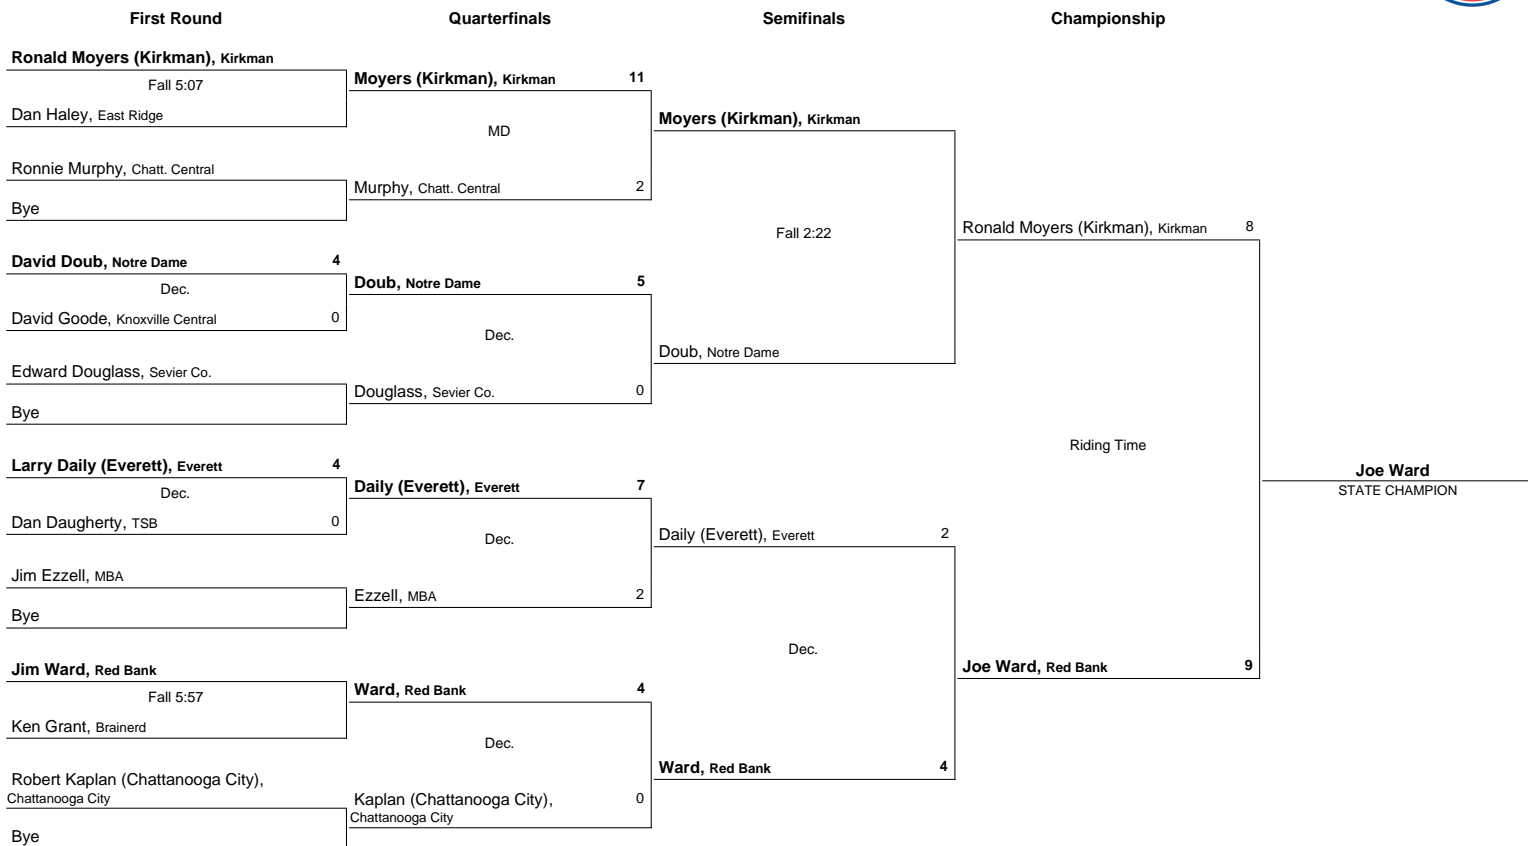 First Round
Quarterfinals
Semifinals
Championship
Ronald Moyers (Kirkman), Kirkman
Fall 5:07
Dan Haley, East Ridge
Ronnie Murphy, Chatt. Central
Bye
David Doub, Notre Dame 4
Dec.
David Goode, Knoxville Central 0
Edward Douglass, Sevier Co.
Bye
Larry Daily (Everett), Everett 4
Dec.
Dan Daugherty, TSB 0
Jim Ezzell, MBA
Bye
Jim Ward, Red Bank
Fall 5:57
Ken Grant, Brainerd
Robert Kaplan (Chattanooga City),
Chattanooga City
Bye
Moyers (Kirkman), Kirkman 11
MD
Murphy, Chatt. Central 2
Doub, Notre Dame 5
Dec.
Douglass, Sevier Co. 0
Daily (Everett), Everett 7
Dec.
Ezzell, MBA 2
Ward, Red Bank 4
Dec.
Kaplan (Chattanooga City), 0
Chattanooga City
Moyers (Kirkman), Kirkman
Fall 2:22
Doub, Notre Dame
Daily (Everett), Everett 2
Dec.
Ward, Red Bank 4
Ronald Moyers (Kirkman), Kirkman 8
Riding Time
Joe Ward, Red Bank 9
Joe Ward
STATE CHAMPION